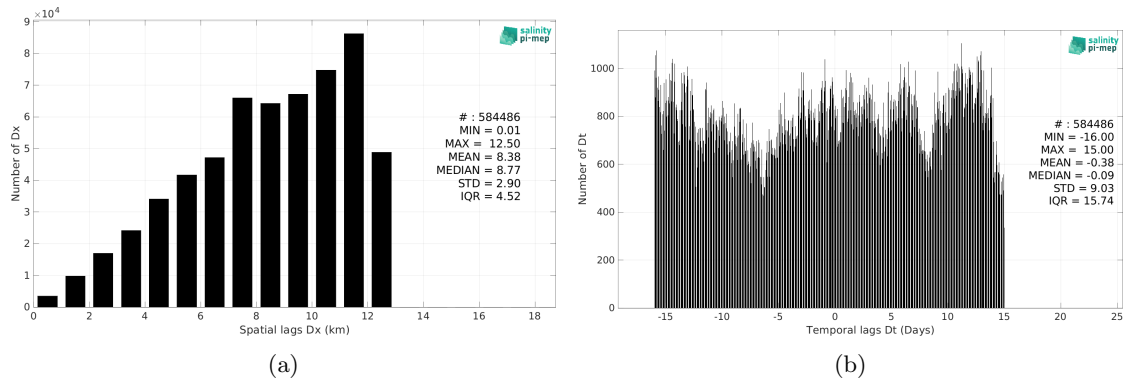 ×10⁴
9
8
7
6
5
4
3
2
1
0
Number of Dx
0 2 4 6 8 10 12 14 16 18
Spatial lags Dx (km)
salinity
pi-mep
# : 584486
MIN = 0.01
MAX = 12.50
MEAN = 8.38
MEDIAN = 8.77
STD = 2.90
IQR = 4.52
(a)
1000
800
600
400
200
0
Number of Dt
-15 -10 -5 0 5 10 15 20 25
Temporal lags Dt (Days)
salinity
pi-mep
# : 584486
MIN = -16.00
MAX = 15.00
MEAN = -0.38
MEDIAN = -0.09
STD = 9.03
IQR = 15.74
(b)